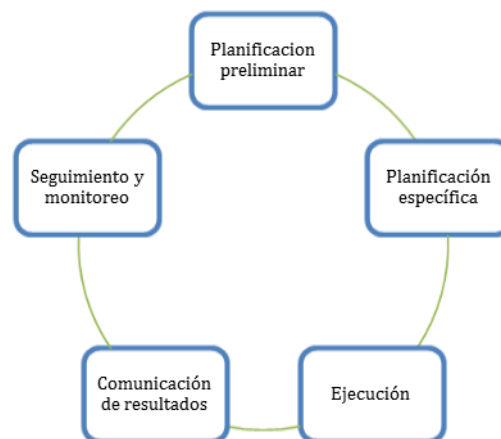 Planificacion
preliminar
Planificación
específica
Ejecución
Comunicación
de resultados
Seguimiento y
monitoreo